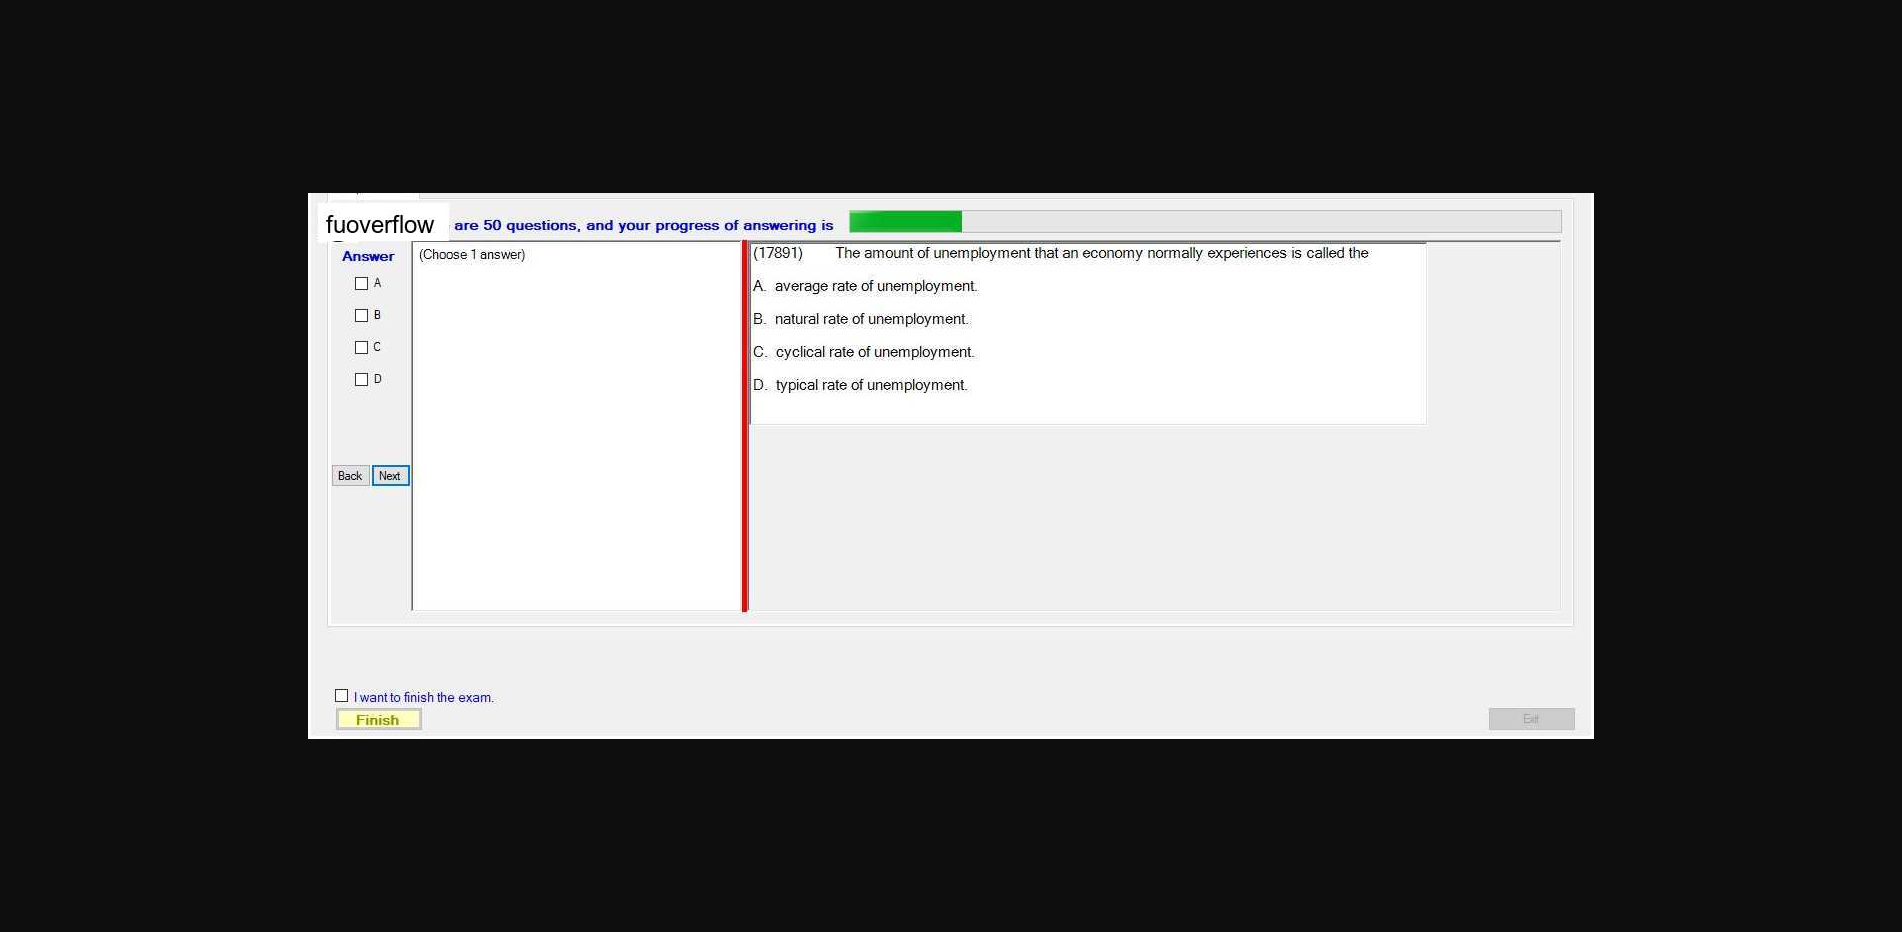 fuoverflow are 50 questions, and your progress of answering is
Answer
A
B
C
D
Back Next
(Choose 1 answer)
(17891) The amount of unemployment that an economy normally experiences is called the
A. average rate of unemployment.
B. natural rate of unemployment.
C. cyclical rate of unemployment.
D. typical rate of unemployment.
I want to finish the exam.
Finish
Exit